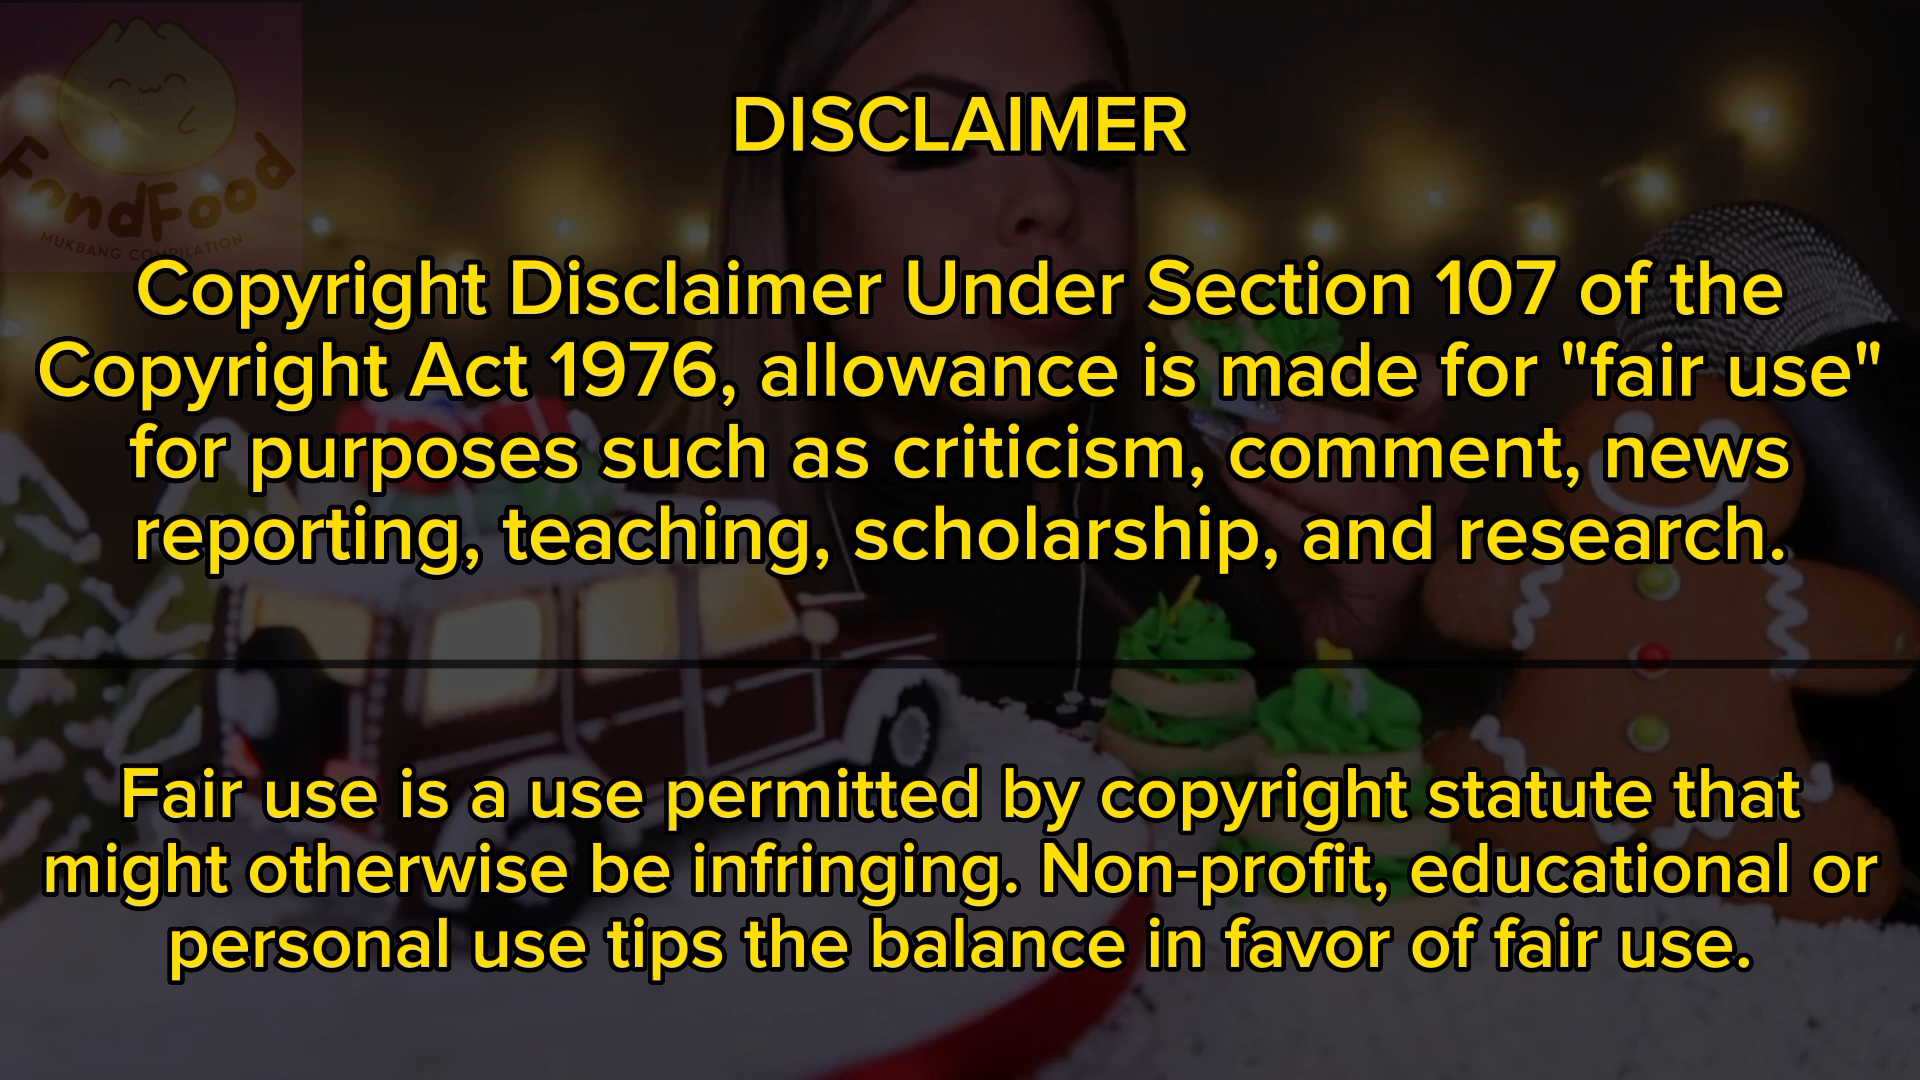 FondFood
MUKBANG COMPILATION
DISCLAIMER
Copyright Disclaimer Under Section 107 of the
Copyright Act 1976, allowance is made for "fair use"
for purposes such as criticism, comment, news
reporting, teaching, scholarship, and research.
Fair use is a use permitted by copyright statute that
might otherwise be infringing. Non-profit, educational or
personal use tips the balance in favor of fair use.